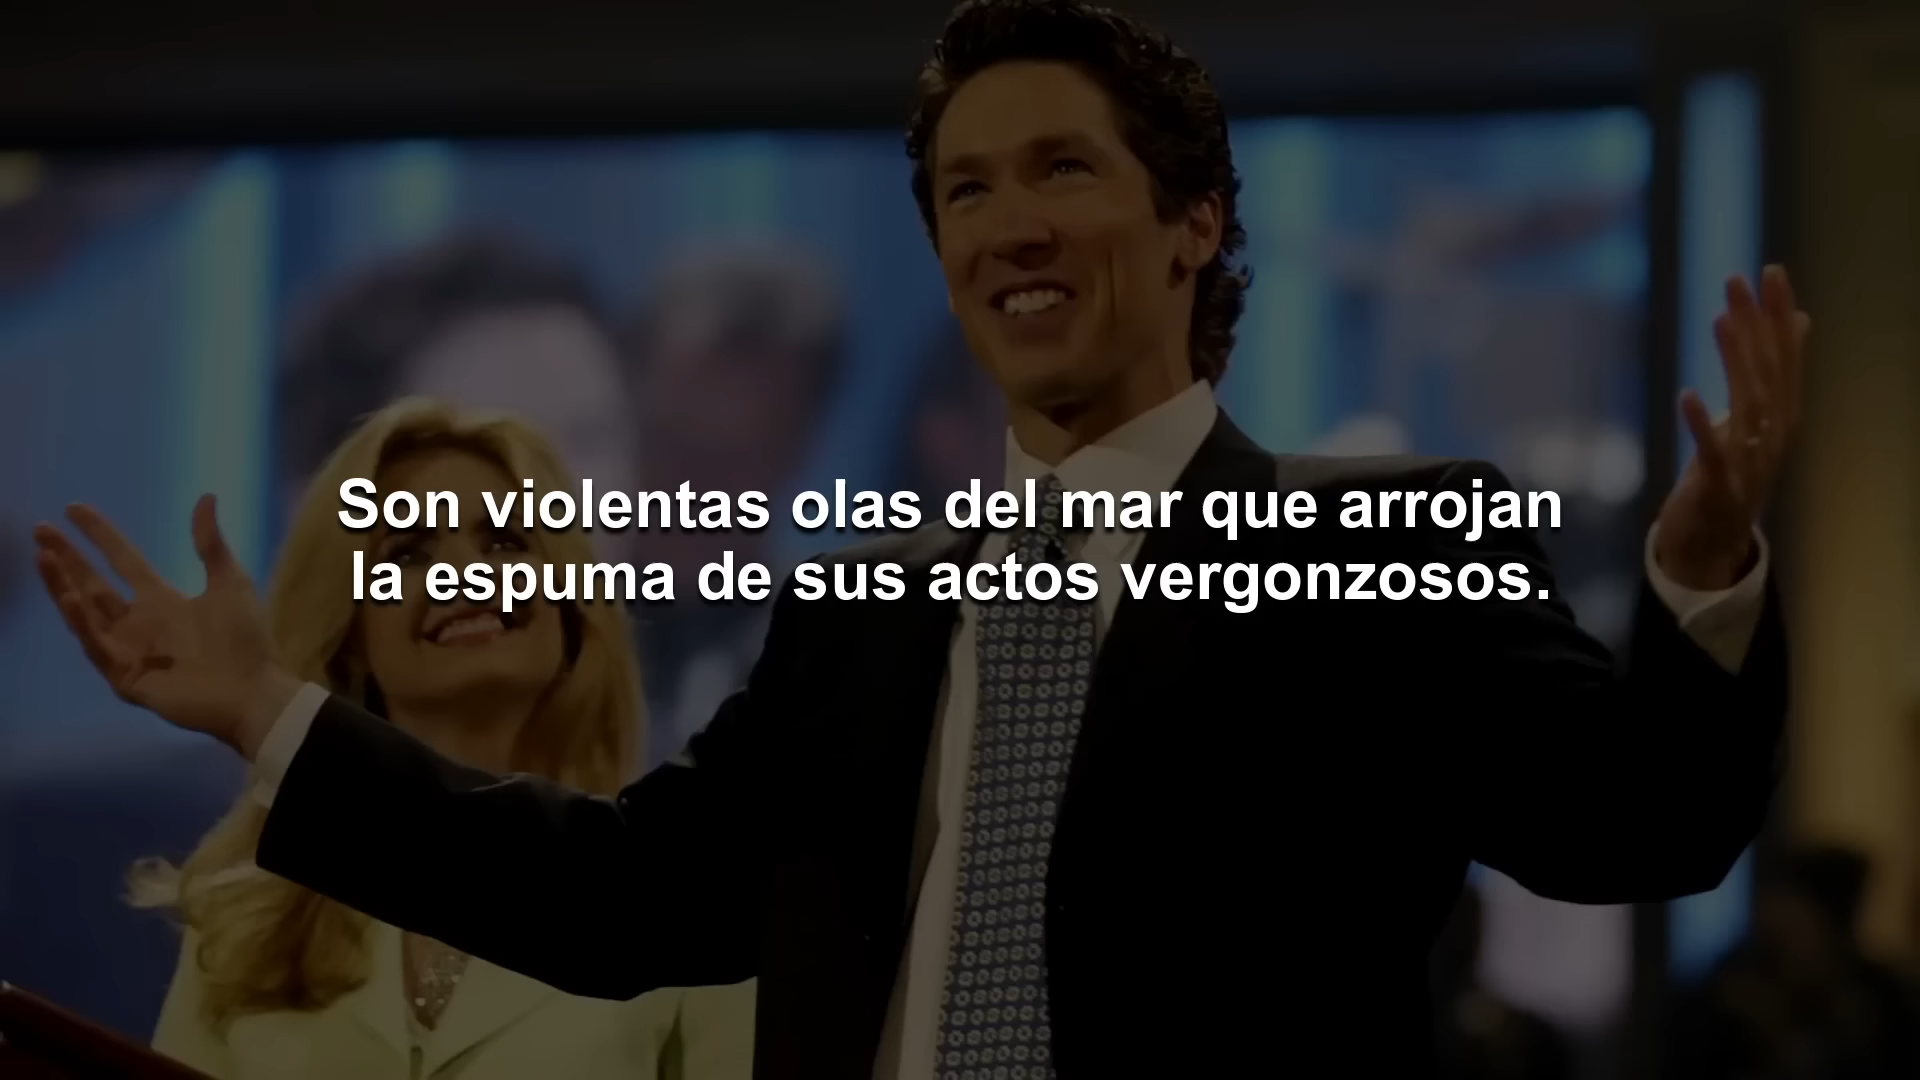 Son violentas olas del mar que arrojan
la espuma de sus actos vergonzosos.